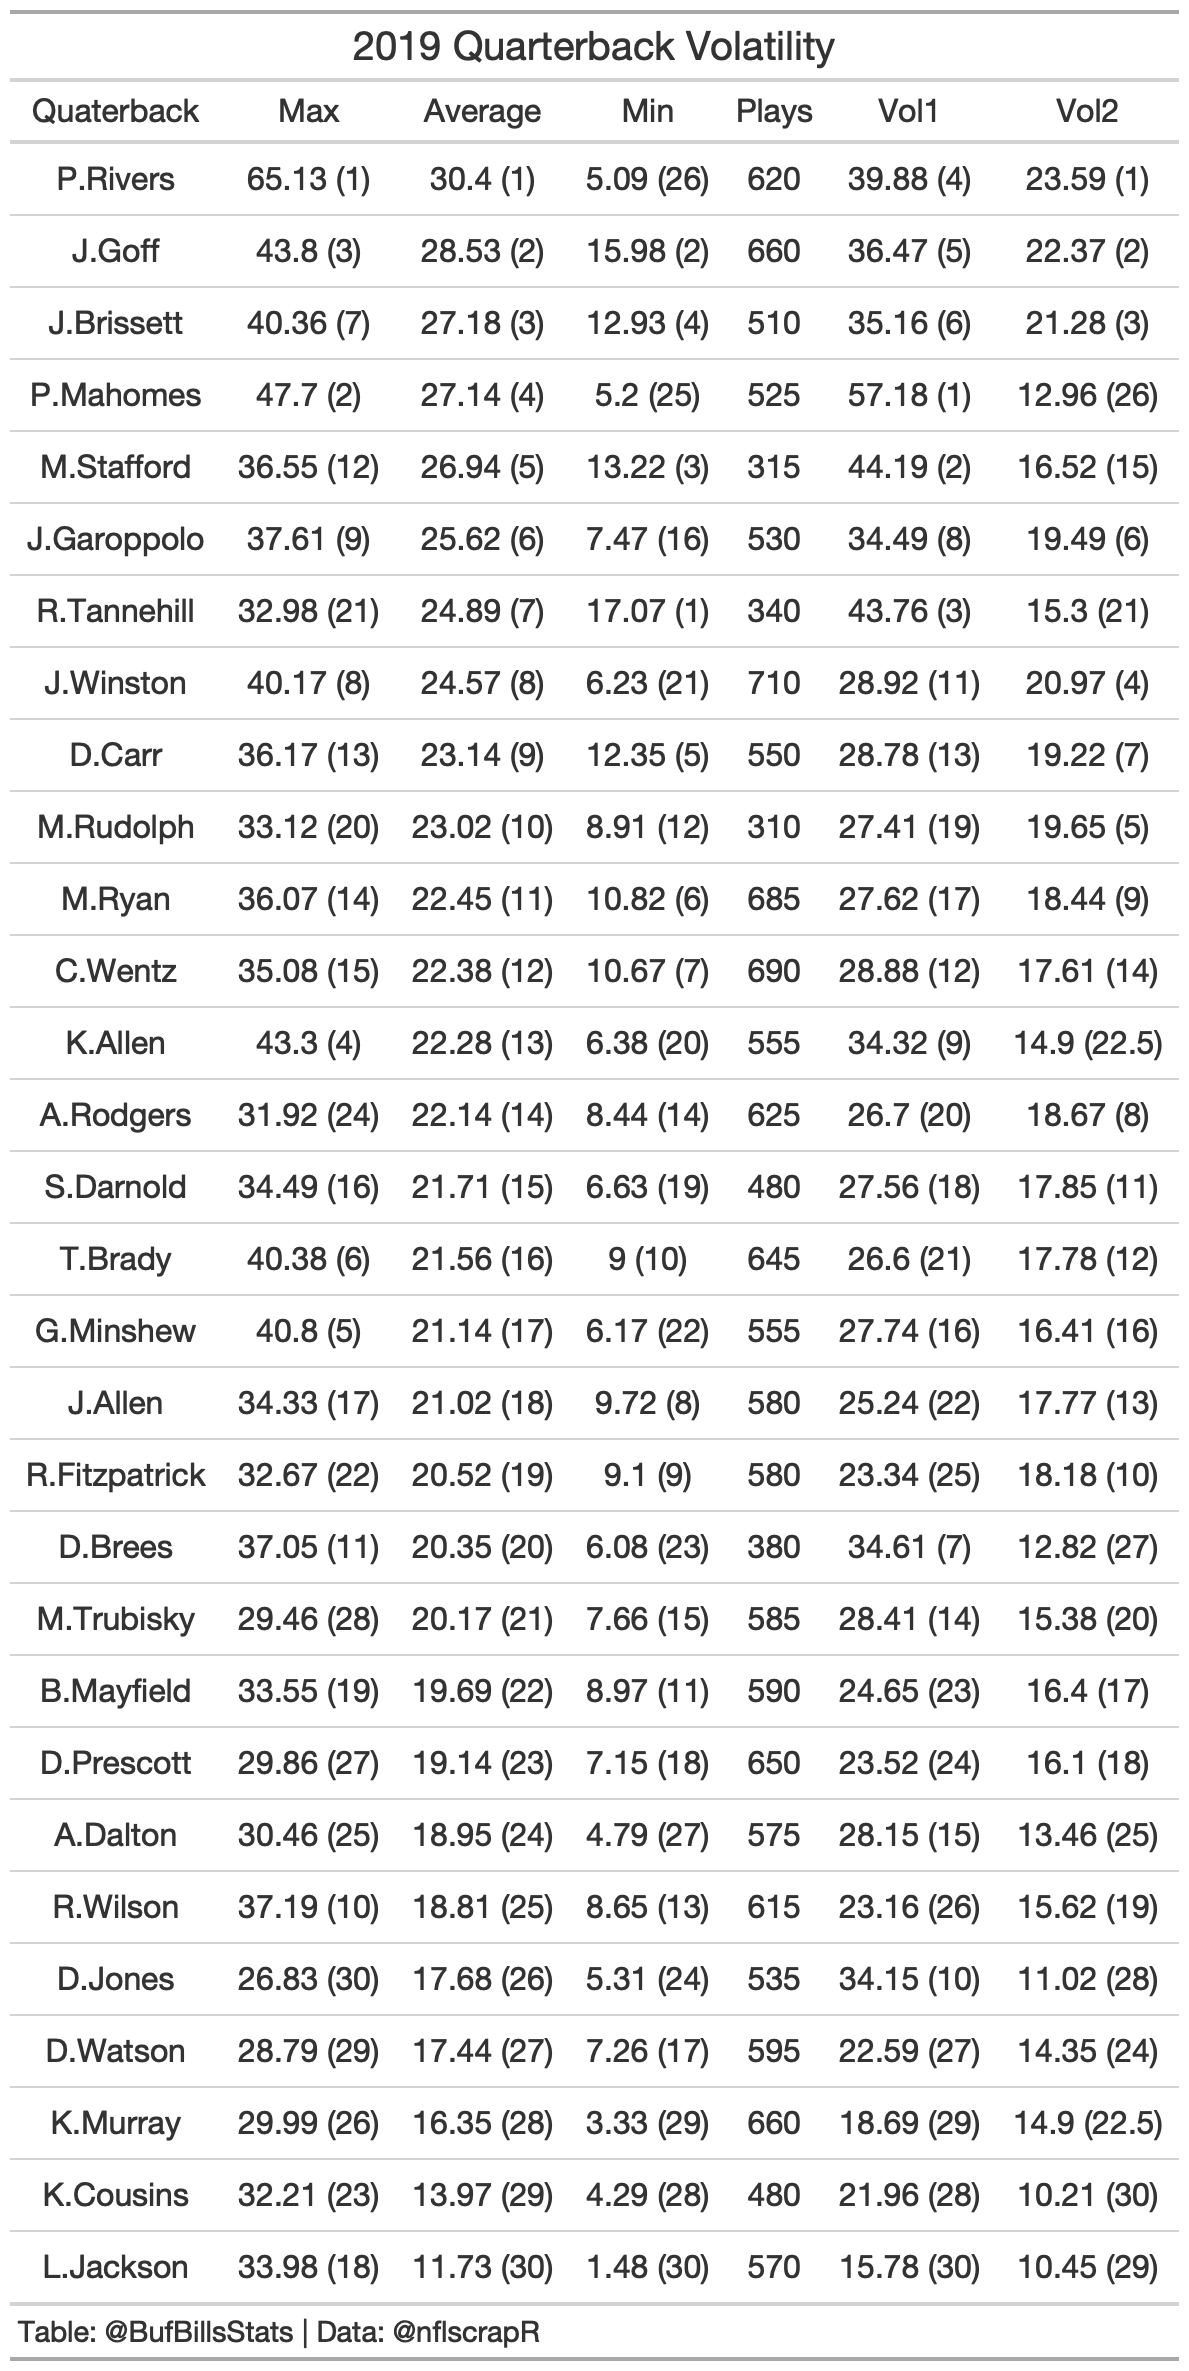 2019 Quarterback Volatility
Quaterback Max Average Min Plays Vol1 Vol2
P.Rivers 65.13 (1) 30.4 (1) 5.09 (26) 620 39.88 (4) 23.59 (1)
J.Goff 43.8 (3) 28.53 (2) 15.98 (2) 660 36.47 (5) 22.37 (2)
J.Brissett 40.36 (7) 27.18 (3) 12.93 (4) 510 35.16 (6) 21.28 (3)
P.Mahomes 47.7 (2) 27.14 (4) 5.2 (25) 525 57.18 (1) 12.96 (26)
M.Stafford 36.55 (12) 26.94 (5) 13.22 (3) 315 44.19 (2) 16.52 (15)
J.Garoppolo 37.61 (9) 25.62 (6) 7.47 (16) 530 34.49 (8) 19.49 (6)
R.Tannehill 32.98 (21) 24.89 (7) 17.07 (1) 340 43.76 (3) 15.3 (21)
J.Winston 40.17 (8) 24.57 (8) 6.23 (21) 710 28.92 (11) 20.97 (4)
D.Carr 36.17 (13) 23.14 (9) 12.35 (5) 550 28.78 (13) 19.22 (7)
M.Rudolph 33.12 (20) 23.02 (10) 8.91 (12) 310 27.41 (19) 19.65 (5)
M.Ryan 36.07 (14) 22.45 (11) 10.82 (6) 685 27.62 (17) 18.44 (9)
C.Wentz 35.08 (15) 22.38 (12) 10.67 (7) 690 28.88 (12) 17.61 (14)
K.Allen 43.3 (4) 22.28 (13) 6.38 (20) 555 34.32 (9) 14.9 (22.5)
A.Rodgers 31.92 (24) 22.14 (14) 8.44 (14) 625 26.7 (20) 18.67 (8)
S.Darnold 34.49 (16) 21.71 (15) 6.63 (19) 480 27.56 (18) 17.85 (11)
T.Brady 40.38 (6) 21.56 (16) 9 (10) 645 26.6 (21) 17.78 (12)
G.Minshew 40.8 (5) 21.14 (17) 6.17 (22) 555 27.74 (16) 16.41 (16)
J.Allen 34.33 (17) 21.02 (18) 9.72 (8) 580 25.24 (22) 17.77 (13)
R.Fitzpatrick 32.67 (22) 20.52 (19) 9.1 (9) 580 23.34 (25) 18.18 (10)
D.Brees 37.05 (11) 20.35 (20) 6.08 (23) 380 34.61 (7) 12.82 (27)
M.Trubisky 29.46 (28) 20.17 (21) 7.66 (15) 585 28.41 (14) 15.38 (20)
B.Mayfield 33.55 (19) 19.69 (22) 8.97 (11) 590 24.65 (23) 16.4 (17)
D.Prescott 29.86 (27) 19.14 (23) 7.15 (18) 650 23.52 (24) 16.1 (18)
A.Dalton 30.46 (25) 18.95 (24) 4.79 (27) 575 28.15 (15) 13.46 (25)
R.Wilson 37.19 (10) 18.81 (25) 8.65 (13) 615 23.16 (26) 15.62 (19)
D.Jones 26.83 (30) 17.68 (26) 5.31 (24) 535 34.15 (10) 11.02 (28)
D.Watson 28.79 (29) 17.44 (27) 7.26 (17) 595 22.59 (27) 14.35 (24)
K.Murray 29.99 (26) 16.35 (28) 3.33 (29) 660 18.69 (29) 14.9 (22.5)
K.Cousins 32.21 (23) 13.97 (29) 4.29 (28) 480 21.96 (28) 10.21 (30)
L.Jackson 33.98 (18) 11.73 (30) 1.48 (30) 570 15.78 (30) 10.45 (29)
Table: @BufBillsStats | Data: @nflscrapR